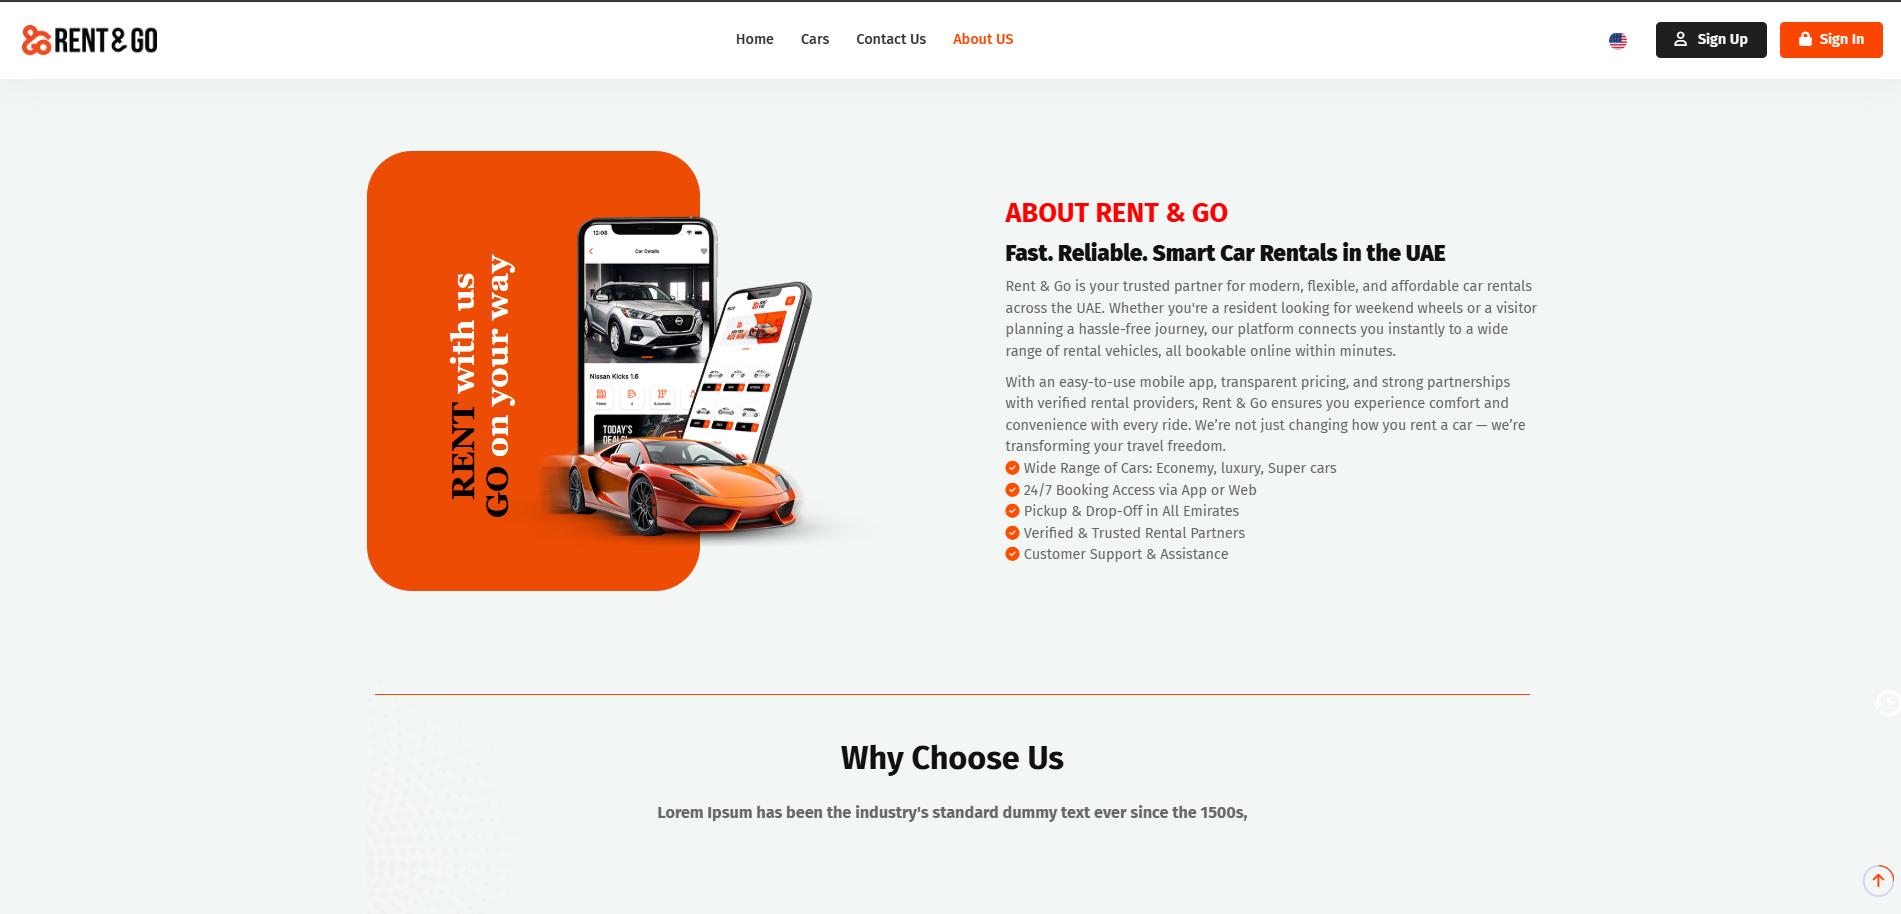 RENT & GO
Home
Cars
Contact Us
About US
Sign Up
Sign In
RENT with us
GO on your way
12:08
Car Details
Nissan Kicks 1.6
Petrol
4
Automatic
TODAY'S
DEALS!
ABOUT RENT & GO
Fast. Reliable. Smart Car Rentals in the UAE
Rent & Go is your trusted partner for modern, flexible, and affordable car rentals
across the UAE. Whether you're a resident looking for weekend wheels or a visitor
planning a hassle-free journey, our platform connects you instantly to a wide
range of rental vehicles, all bookable online within minutes.
With an easy-to-use mobile app, transparent pricing, and strong partnerships
with verified rental providers, Rent & Go ensures you experience comfort and
convenience with every ride. We’re not just changing how you rent a car — we’re
transforming your travel freedom.
Wide Range of Cars: Econemy, luxury, Super cars
24/7 Booking Access via App or Web
Pickup & Drop-Off in All Emirates
Verified & Trusted Rental Partners
Customer Support & Assistance
Why Choose Us
Lorem Ipsum has been the industry's standard dummy text ever since the 1500s,